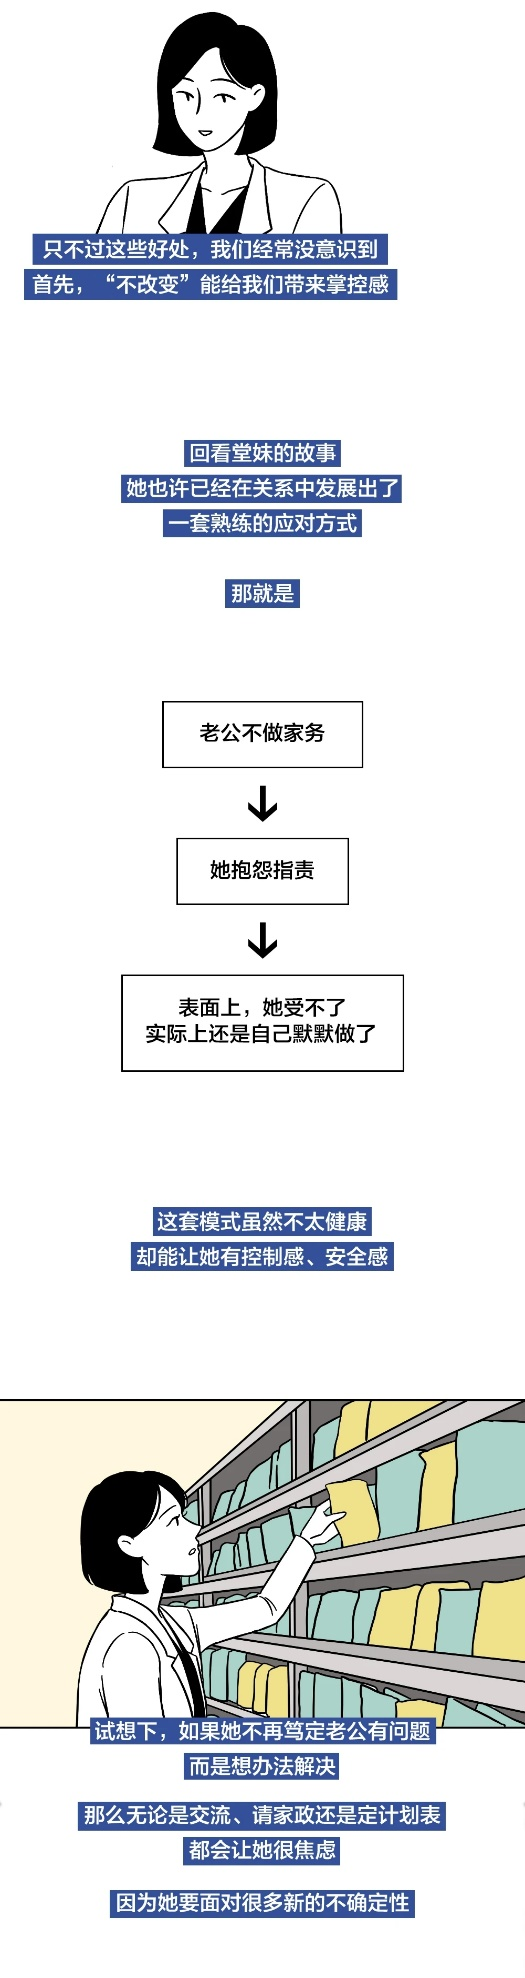 只不过这些好处，我们经常没意识到
首先，“不改变”能给我们带来掌控感
回看堂妹的故事
她也许已经在关系中发展出了
一套熟练的应对方式
那就是
老公不做家务
她抱怨指责
表面上，她受不了
实际上还是自己默默做了
这套模式虽然不太健康
却能让她有控制感、安全感
试想下，如果她不再笃定老公有问题
而是想办法解决
那么无论是交流、请家政还是定计划表
都会让她很焦虑
因为她要面对很多新的不确定性